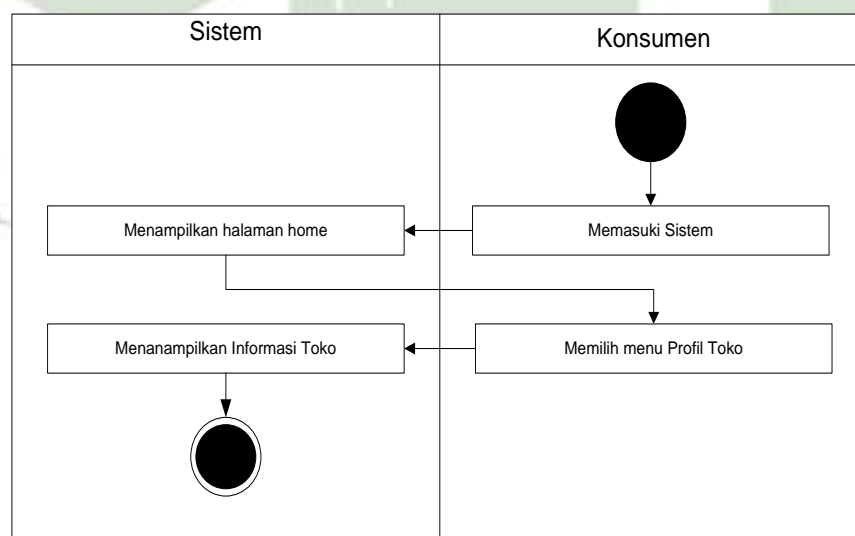 Sistem
Konsumen
Menampilkan halaman home
Memasuki Sistem
Menanampilkan Informasi Toko
Memilih menu Profil Toko